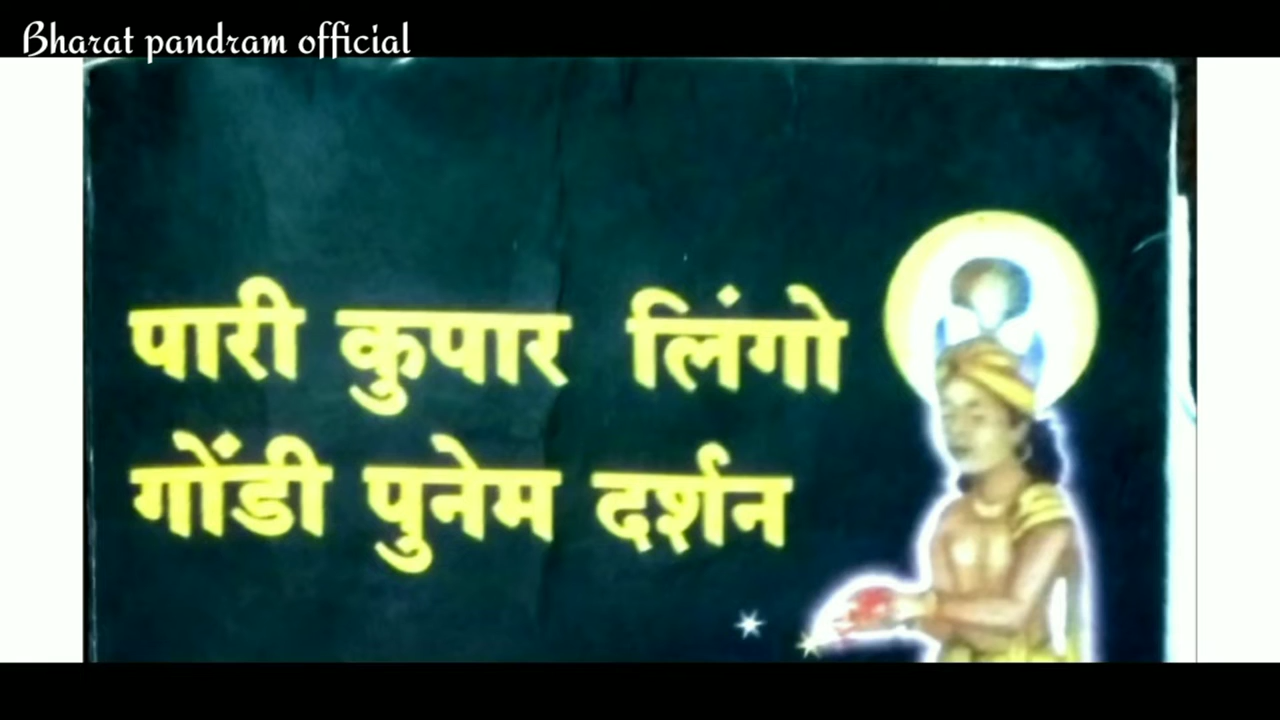 Bharat pandram official
पारी कुपार लिंगो
गोंडी पुनेम दर्शन